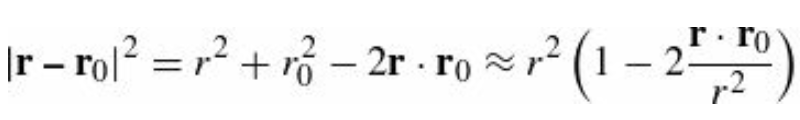 |r − r₀|² = r² + r₀² − 2r · r₀ ≈ r² (1 − 2 (r · r₀)/r²)